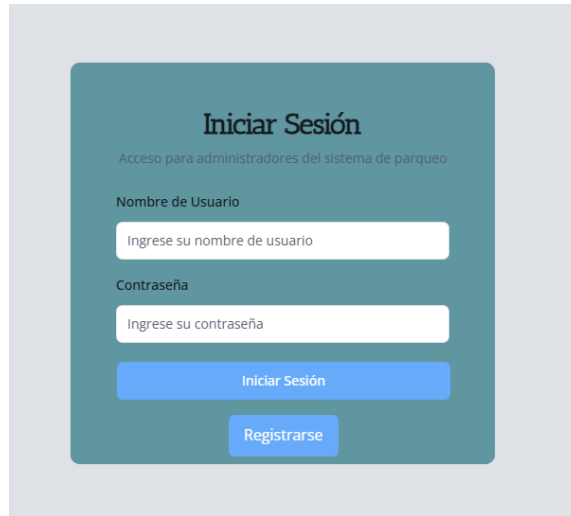 Iniciar Sesión
Acceso para administradores del sistema de parqueo
Nombre de Usuario
Ingrese su nombre de usuario
Contraseña
Ingrese su contraseña
Iniciar Sesión
Registrarse